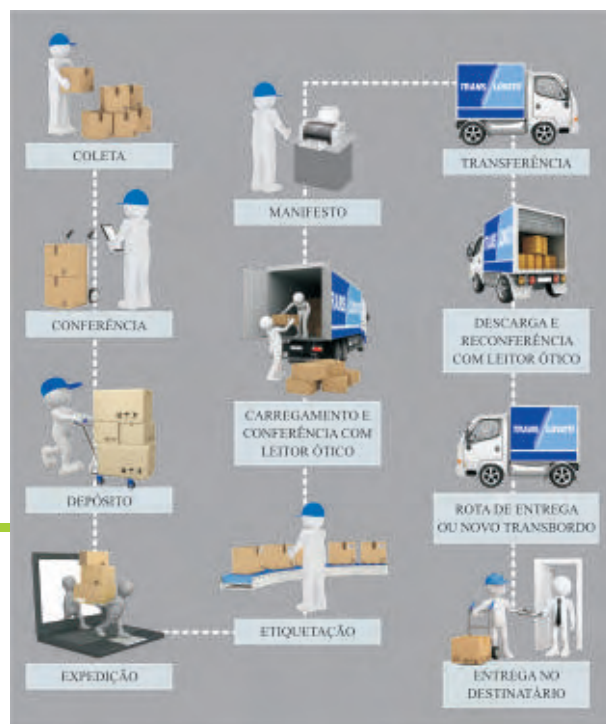 COLETA
CONFERÊNCIA
DEPÓSITO
EXPEDIÇÃO
ETIQUETAÇÃO
CARREGAMENTO E
CONFERÊNCIA COM
LEITOR ÓTICO
MANIFESTO
TRANSFERÊNCIA
DESCARGA E
RECONFERÊNCIA
COM LEITOR ÓTICO
ROTA DE ENTREGA
OU NOVO TRANSBORDO
ENTREGA NO
DESTINATÁRIO